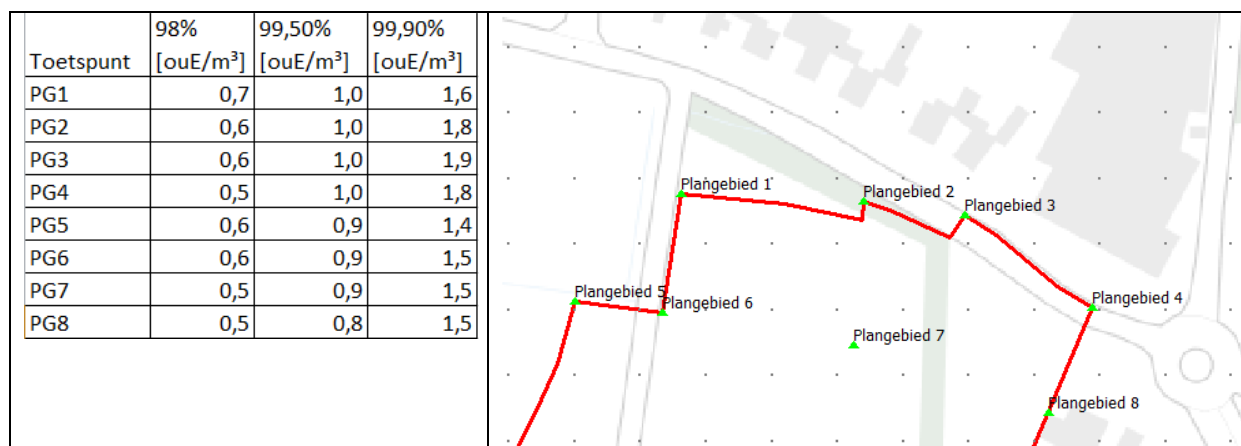 98% 99,50% 99,90%
Toetspunt [ouE/m³] [ouE/m³] [ouE/m³]
PG1 0,7 1,0 1,6
PG2 0,6 1,0 1,8
PG3 0,6 1,0 1,9
PG4 0,5 1,0 1,8
PG5 0,6 0,9 1,4
PG6 0,6 0,9 1,5
PG7 0,5 0,9 1,5
PG8 0,5 0,8 1,5
Plangebied 1
Plangebied 2
Plangebied 3
Plangebied 4
Plangebied 5
Plangebied 6
Plangebied 7
Plangebied 8